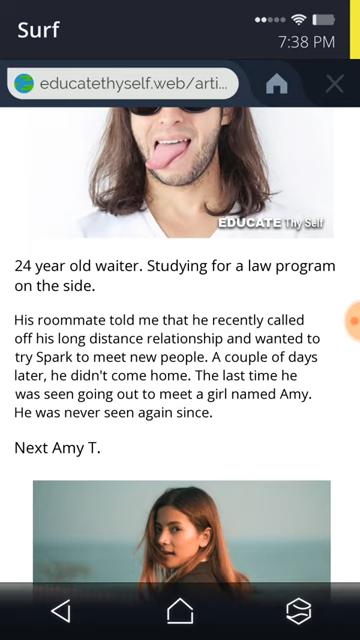 Surf
7:38 PM
educatethyself.web/arti...
EDUCATE Thy Self
24 year old waiter. Studying for a law program
on the side.
His roommate told me that he recently called
off his long distance relationship and wanted to
try Spark to meet new people. A couple of days
later, he didn't come home. The last time he
was seen going out to meet a girl named Amy.
He was never seen again since.
Next Amy T.